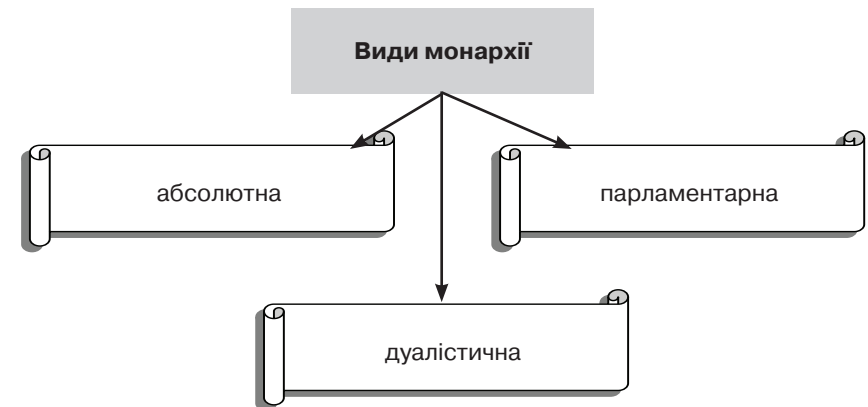 Види монархії
абсолютна
парламентарна
дуалістична